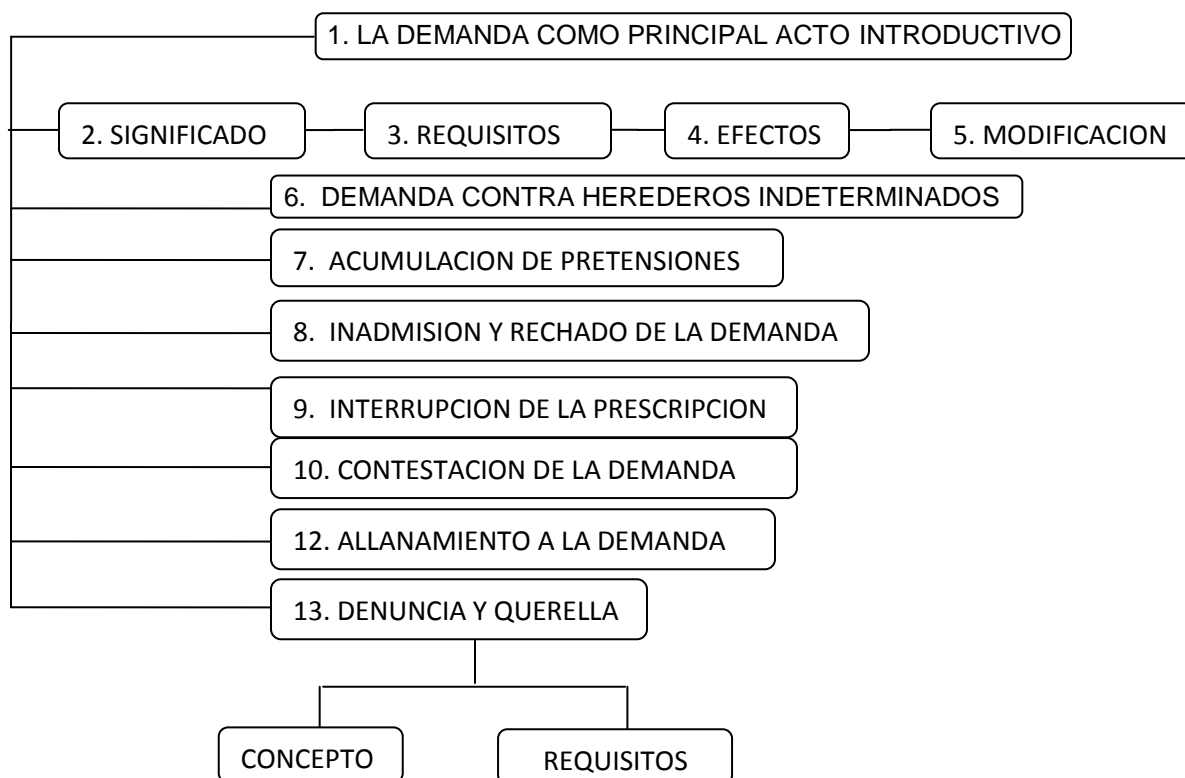 1. LA DEMANDA COMO PRINCIPAL ACTO INTRODUCTIVO
2. SIGNIFICADO
3. REQUISITOS
4. EFECTOS
5. MODIFICACION
6. DEMANDA CONTRA HEREDEROS INDETERMINADOS
7. ACUMULACION DE PRETENSIONES
8. INADMISION Y RECHADO DE LA DEMANDA
9. INTERRUPCION DE LA PRESCRIPCION
10. CONTESTACION DE LA DEMANDA
12. ALLANAMIENTO A LA DEMANDA
13. DENUNCIA Y QUERELLA
CONCEPTO
REQUISITOS